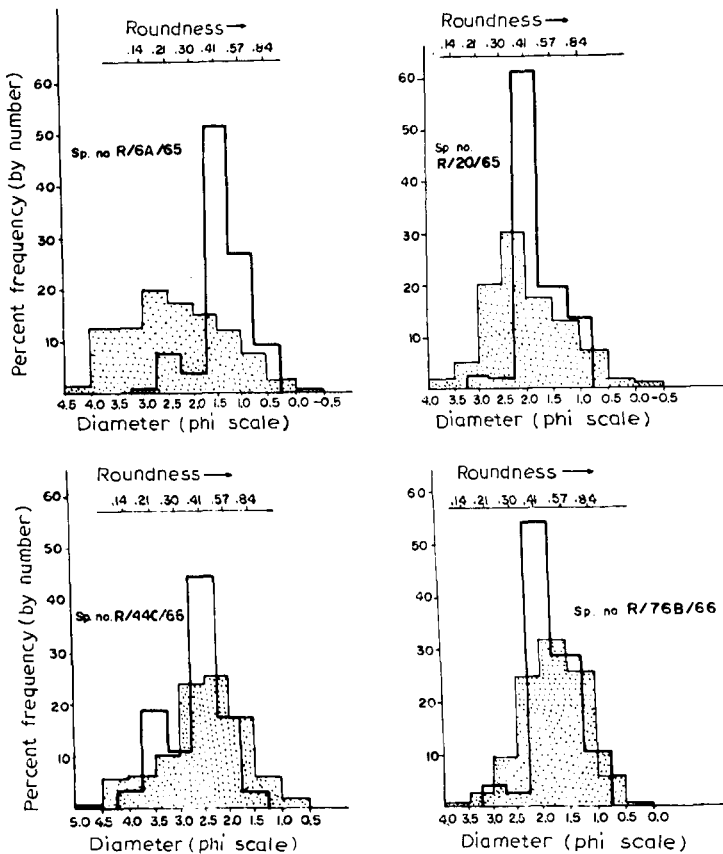 Roundness →
.14 .21 .30 .41 .57 .84
Percent frequency (by number)
60
50
40
30
20
10
Sp. no R/6A/65
4.5 4.0 3.5 3.0 2.5 2.0 1.5 1.0 0.5 0.0 -0.5
Diameter (phi scale)
Roundness →
.14 .21 .30 .41 .57 .84
60
50
40
30
20
10
Sp no.
R/20/65
4.0 3.5 3.0 2.5 2.0 1.5 1.0 0.5 0.0 -0.5
Diameter (phi scale)
Roundness →
.14 .21 .30 .41 .57 .84
Percent frequency (by number)
60
50
40
30
20
10
Sp. no. R/44C/66
5.0 4.5 4.0 3.5 3.0 2.5 2.0 1.5 1.0 0.5
Diameter (phi scale)
Roundness →
.14 .21 .30 .41 .57 .84
60
50
40
30
20
10
Sp. no R/76B/66
4.0 3.5 3.0 2.5 2.0 1.5 1.0 0.5 0.0
Diameter (phi scale)